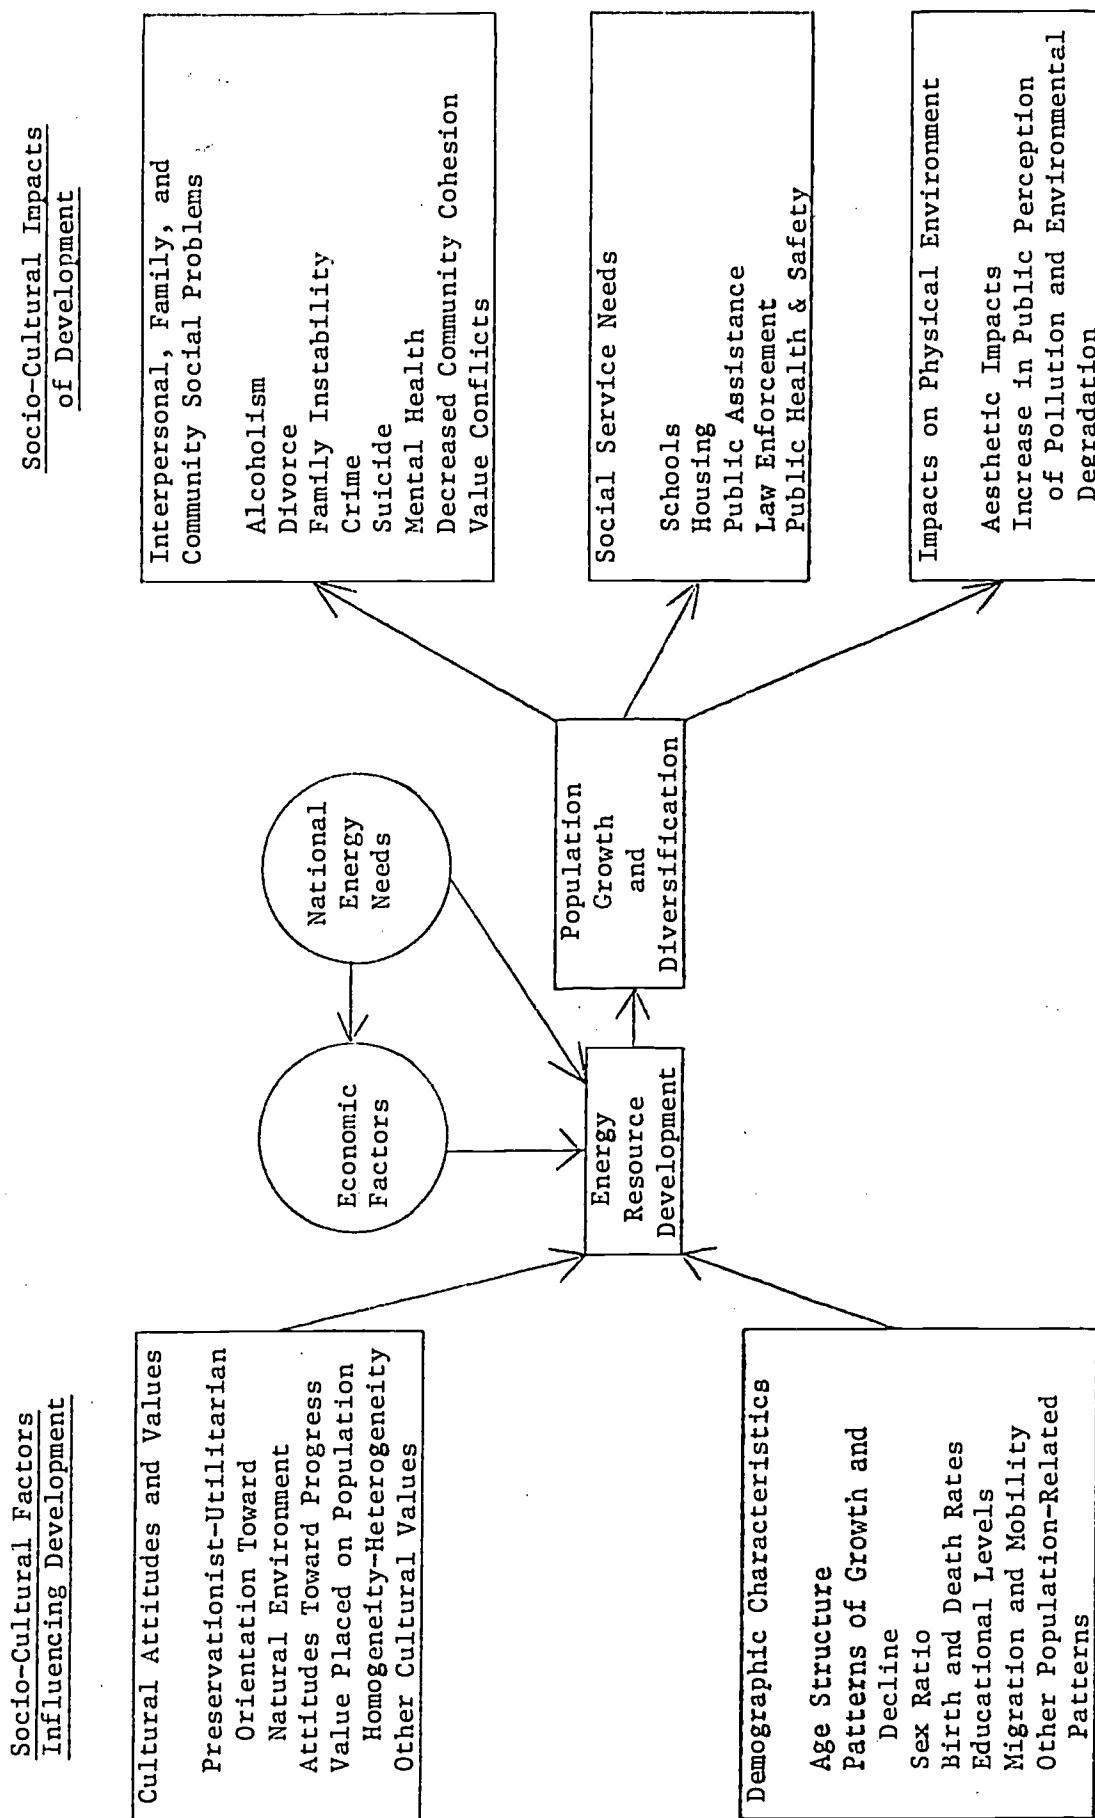 Socio-Cultural Factors
Influencing Development
Cultural Attitudes and Values
Preservationist-Utilitarian
Orientation Toward
Natural Environment
Attitudes Toward Progress
Value Placed on Population
Homogeneity-Heterogeneity
Other Cultural Values
Demographic Characteristics
Age Structure
Patterns of Growth and
Decline
Sex Ratio
Birth and Death Rates
Educational Levels
Migration and Mobility
Other Population-Related
Patterns
Economic
Factors
National
Energy
Needs
Energy
Resource
Development
Population
Growth
and
Diversification
Socio-Cultural Impacts
of Development
Interpersonal, Family, and
Community Social Problems
Alcoholism
Divorce
Family Instability
Crime
Suicide
Mental Health
Decreased Community Cohesion
Value Conflicts
Social Service Needs
Schools
Housing
Public Assistance
Law Enforcement
Public Health & Safety
Impacts on Physical Environment
Aesthetic Impacts
Increase in Public Perception
of Pollution and Environmental
Degradation